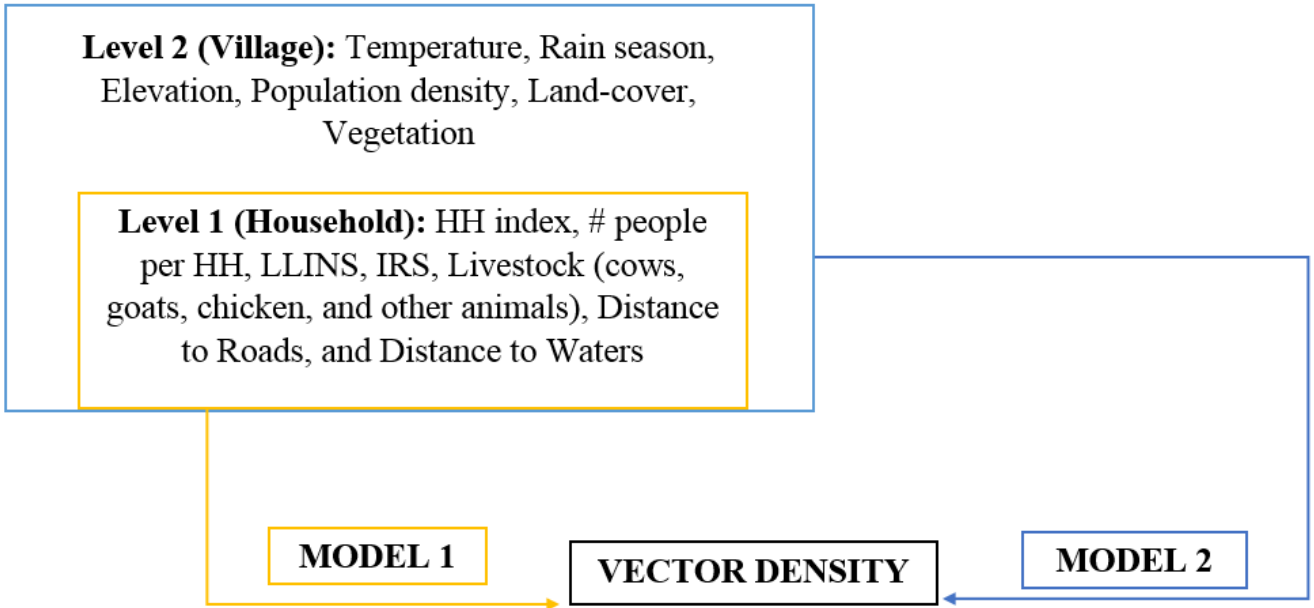 Level 2 (Village): Temperature, Rain season,
Elevation, Population density, Land-cover,
Vegetation
Level 1 (Household): HH index, # people
per HH, LLINS, IRS, Livestock (cows,
goats, chicken, and other animals), Distance
to Roads, and Distance to Waters
MODEL 1
VECTOR DENSITY
MODEL 2